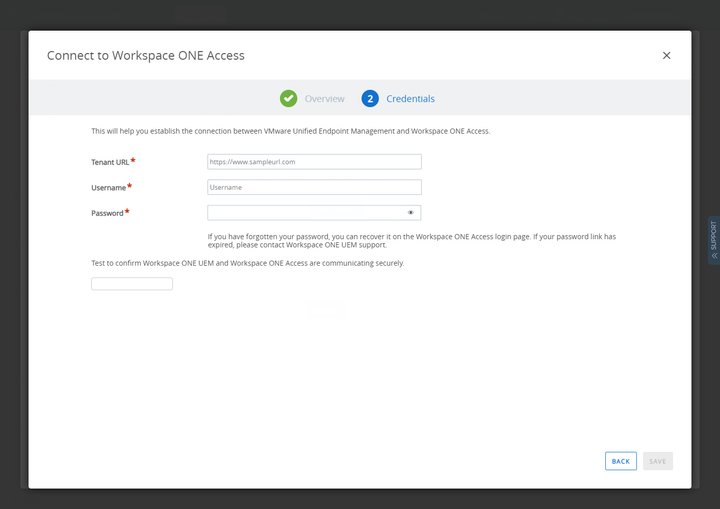 Connect to Workspace ONE Access
Overview
2 Credentials
This will help you establish the connection between VMware Unified Endpoint Management and Workspace ONE Access.
Tenant URL*
https://www.sampleurl.com
Username*
Username
Password*
If you have forgotten your password, you can recover it on the Workspace ONE Access login page. If your password link has
expired, please contact Workspace ONE UEM support.
Test to confirm Workspace ONE UEM and Workspace ONE Access are communicating securely.
BACK
SAVE
SUPPORT